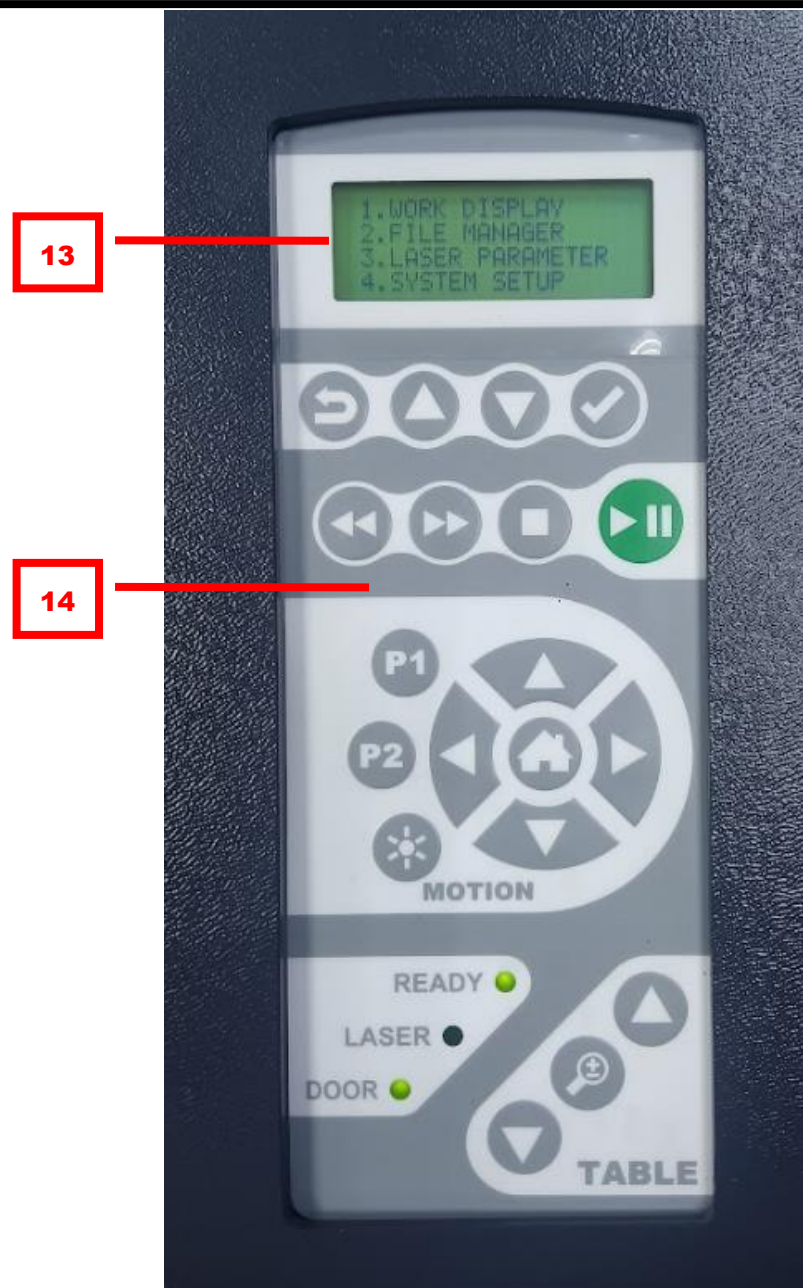 13
1.WORK DISPLAY
2.FILE MANAGER
3.LASER PARAMETER
4.SYSTEM SETUP
14
P1
P2
MOTION
READY
LASER
DOOR
TABLE